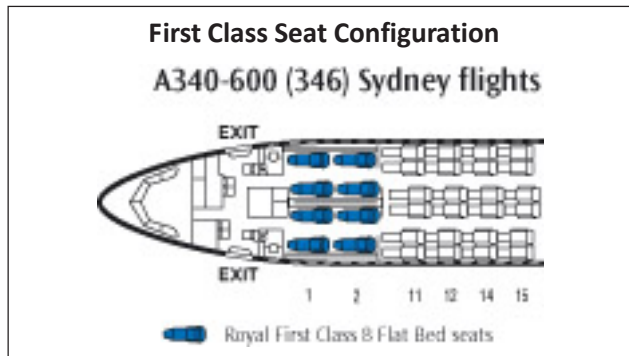 First Class Seat Configuration
A340-600 (346) Sydney flights
EXIT
EXIT
1 2 11 12 14 15
Royal First Class 8 Flat Bed seats